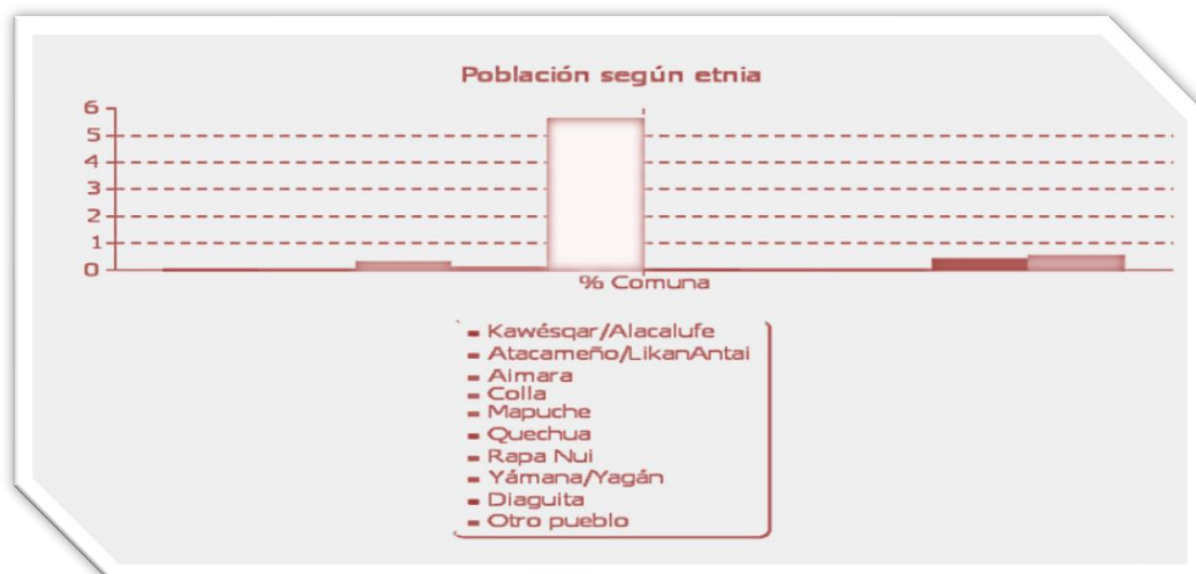 Población según etnia
6
5
4
3
2
1
0
% Comuna
Kawésqar/Alacalufe
Atacameño/LikanAntai
Aimara
Colla
Mapuche
Quechua
Rapa Nui
Yámana/Yagán
Diaguita
Otro pueblo